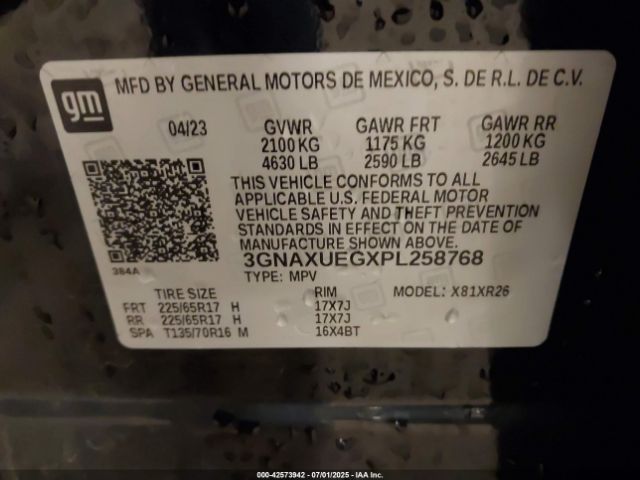 gm
MFD BY GENERAL MOTORS DE MEXICO, S. DE R.L. DE C.V.
04/23 GVWR GAWR FRT GAWR RR
2100 KG 1175 KG 1200 KG
4630 LB 2590 LB 2645 LB
THIS VEHICLE CONFORMS TO ALL
APPLICABLE U.S. FEDERAL MOTOR
VEHICLE SAFETY AND THEFT PREVENTION
STANDARDS IN EFFECT ON THE DATE OF
MANUFACTURE SHOWN ABOVE.
384A
3GNAXUEGXPL258768
TYPE: MPV
TIRE SIZE RIM MODEL: X81XR26
FRT 225/65R17 H 17X7J
RR 225/65R17 H 17X7J
SPA T135/70R16 M 16X4BT
000-42573942 - 07/01/2025 - Copyright IAA, Inc.